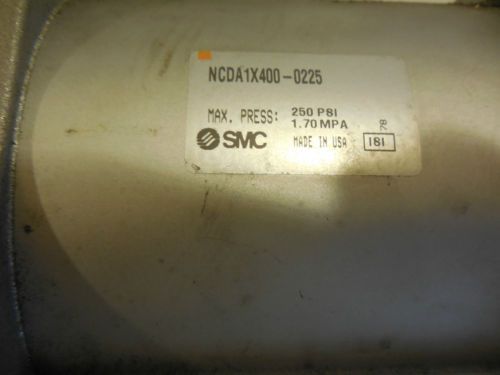 NCDA1X400-0225
MAX. PRESS: 250 PSI
1.70 MPA
SMC MADE IN USA 181 78